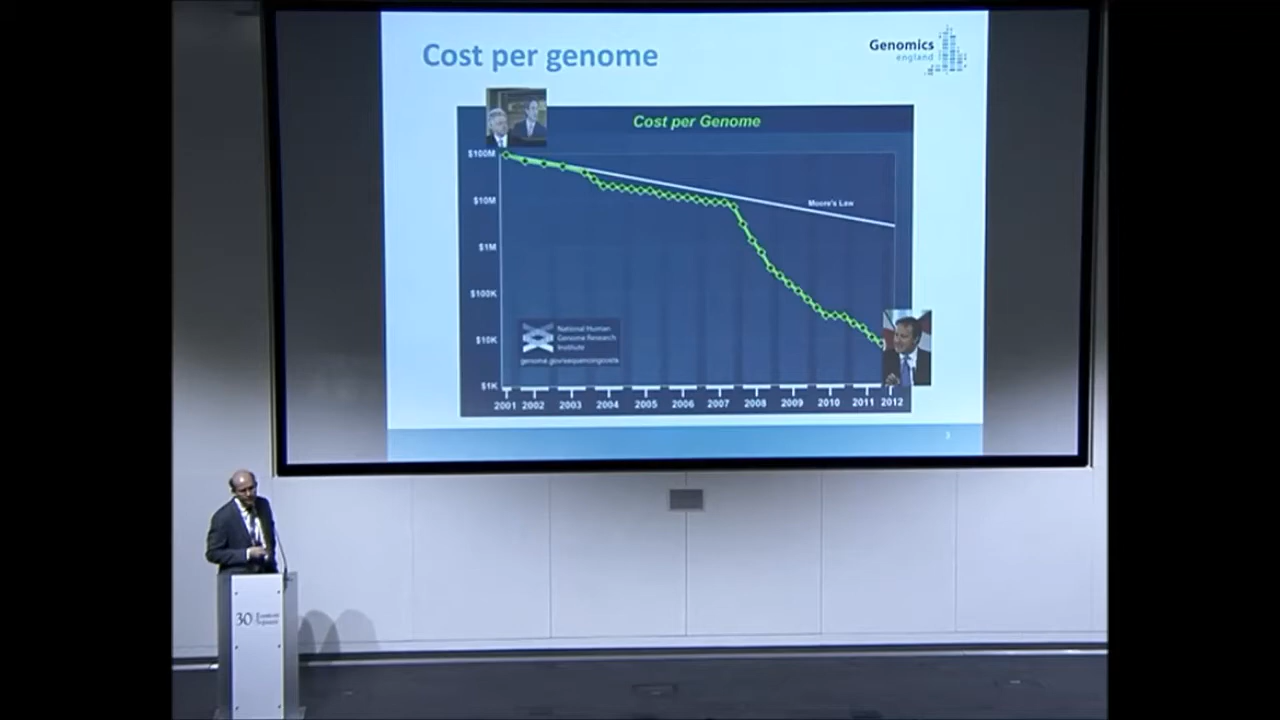 Cost per genome
Genomics
england
Cost per Genome
$100M
$10M
$1M
$100K
$10K
$1K
Moore's Law
National Human
Genome Research
Institute
genome.gov/sequencingcosts
2001 2002 2003 2004 2005 2006 2007 2008 2009 2010 2011 2012
30 Euston
Square